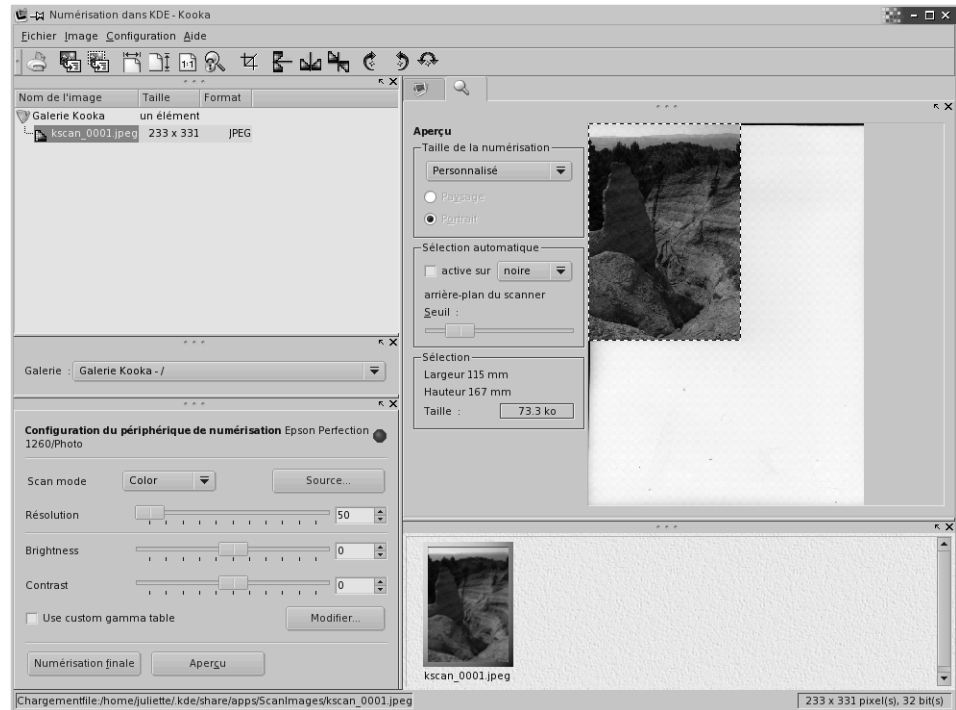 Numérisation dans KDE - Kooka
Fichier Image Configuration Aide
Nom de l'image Taille Format
Galerie Kooka un élément
kscan_0001.jpeg 233 x 331 JPEG
Galerie : Galerie Kooka - /
Configuration du périphérique de numérisation Epson Perfection
1260/Photo
Scan mode Color Source...
Résolution 50
Brightness 0
Contrast 0
Use custom gamma table Modifier...
Numérisation finale Aperçu
Aperçu
Taille de la numérisation
Personnalisé
Paysage
Portrait
Sélection automatique
active sur noire
arrière-plan du scanner
Seuil :
Sélection
Largeur 115 mm
Hauteur 167 mm
Taille : 73.3 ko
kscan_0001.jpeg
Chargementfile:/home/juliette/.kde/share/apps/ScanImages/kscan_0001.jpeg
233 x 331 pixel(s), 32 bit(s)